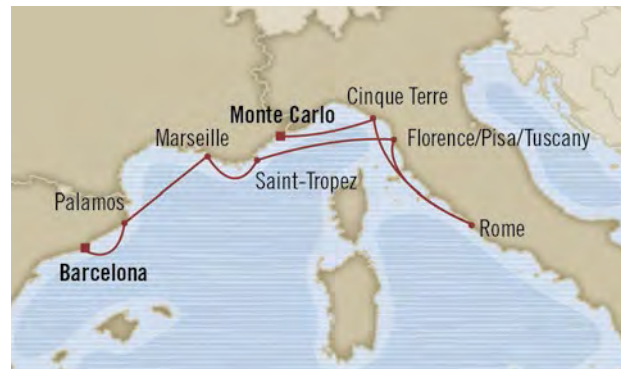 Cinque Terre
Monte Carlo
Marseille
Florence/Pisa/Tuscany
Saint-Tropez
Palamos
Rome
Barcelona